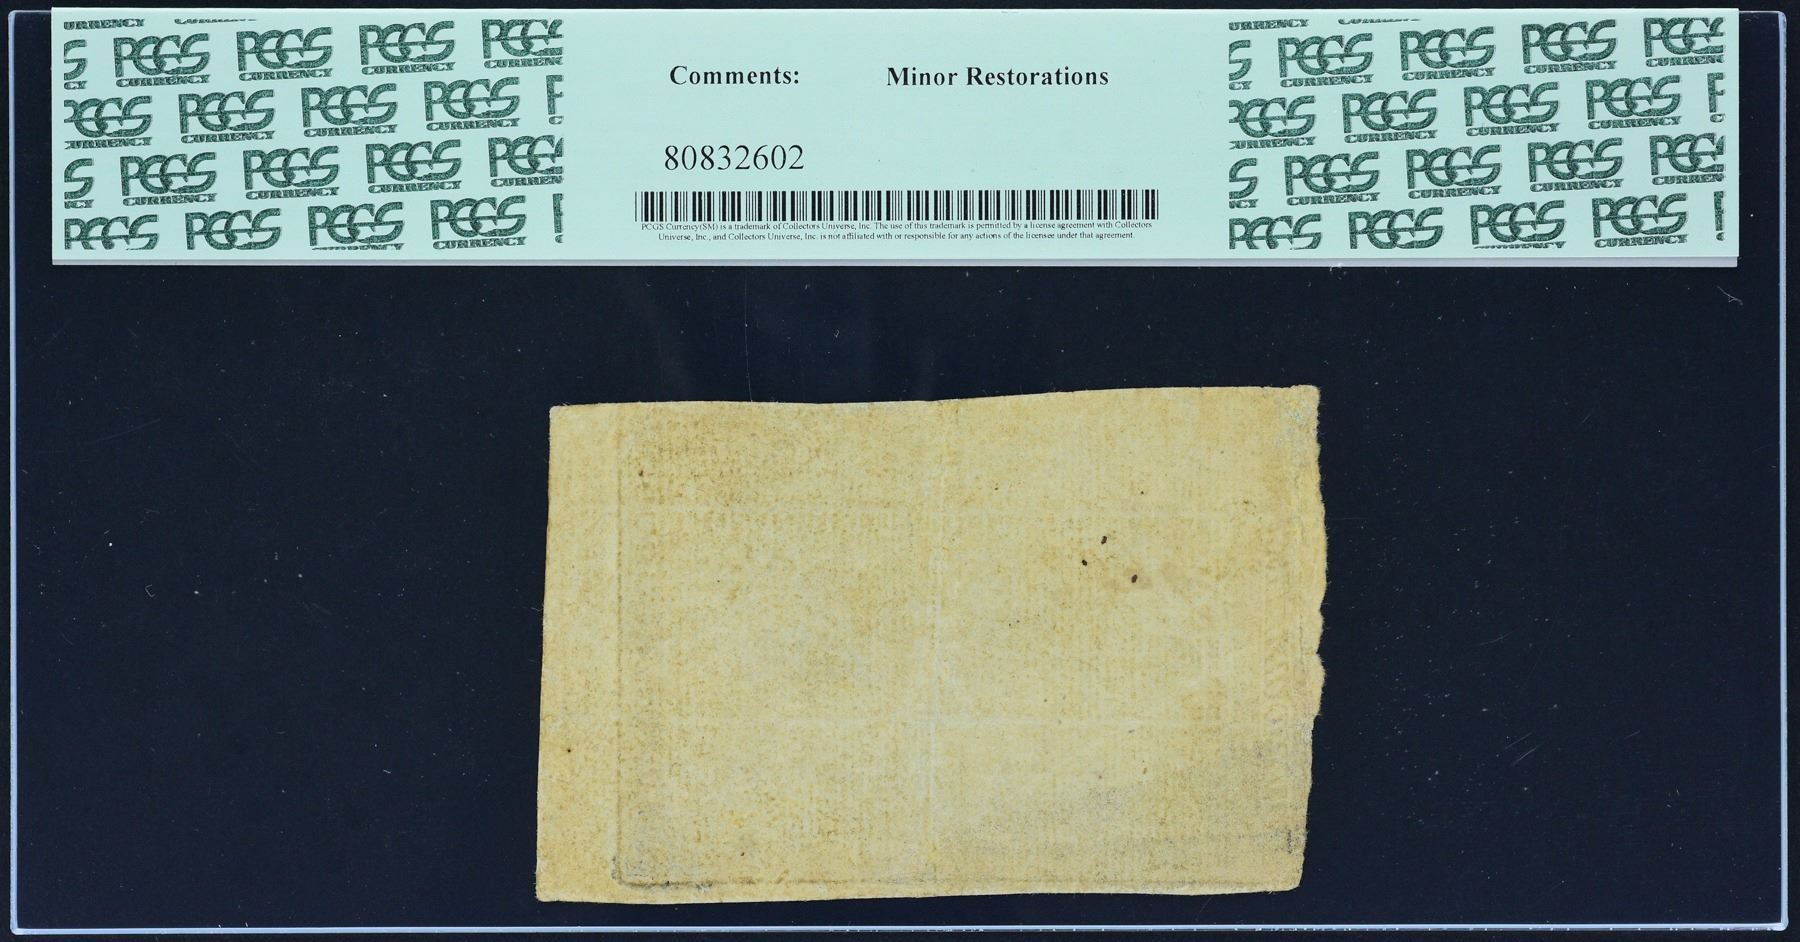 Comments: Minor Restorations
80832602
PCGS Currency(SM) is a trademark of Collectors Universe, Inc. The use of this trademark is permitted by a license agreement with Collectors
Universe, Inc., and Collectors Universe, Inc. is not affiliated with or responsible for any actions of the licensee under that agreement.
PCGS CURRENCY